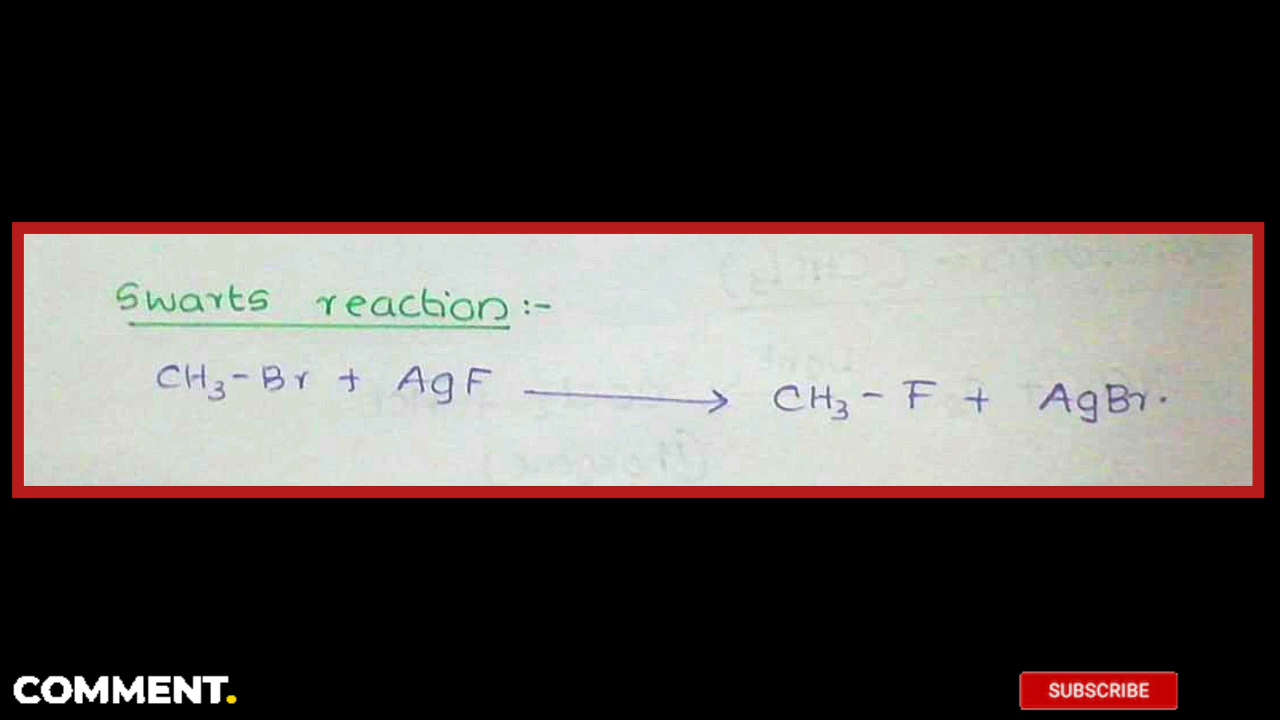 Swarts reaction :-
CH₃-Br + AgF ⟶ CH₃-F + AgBr.
COMMENT.
SUBSCRIBE